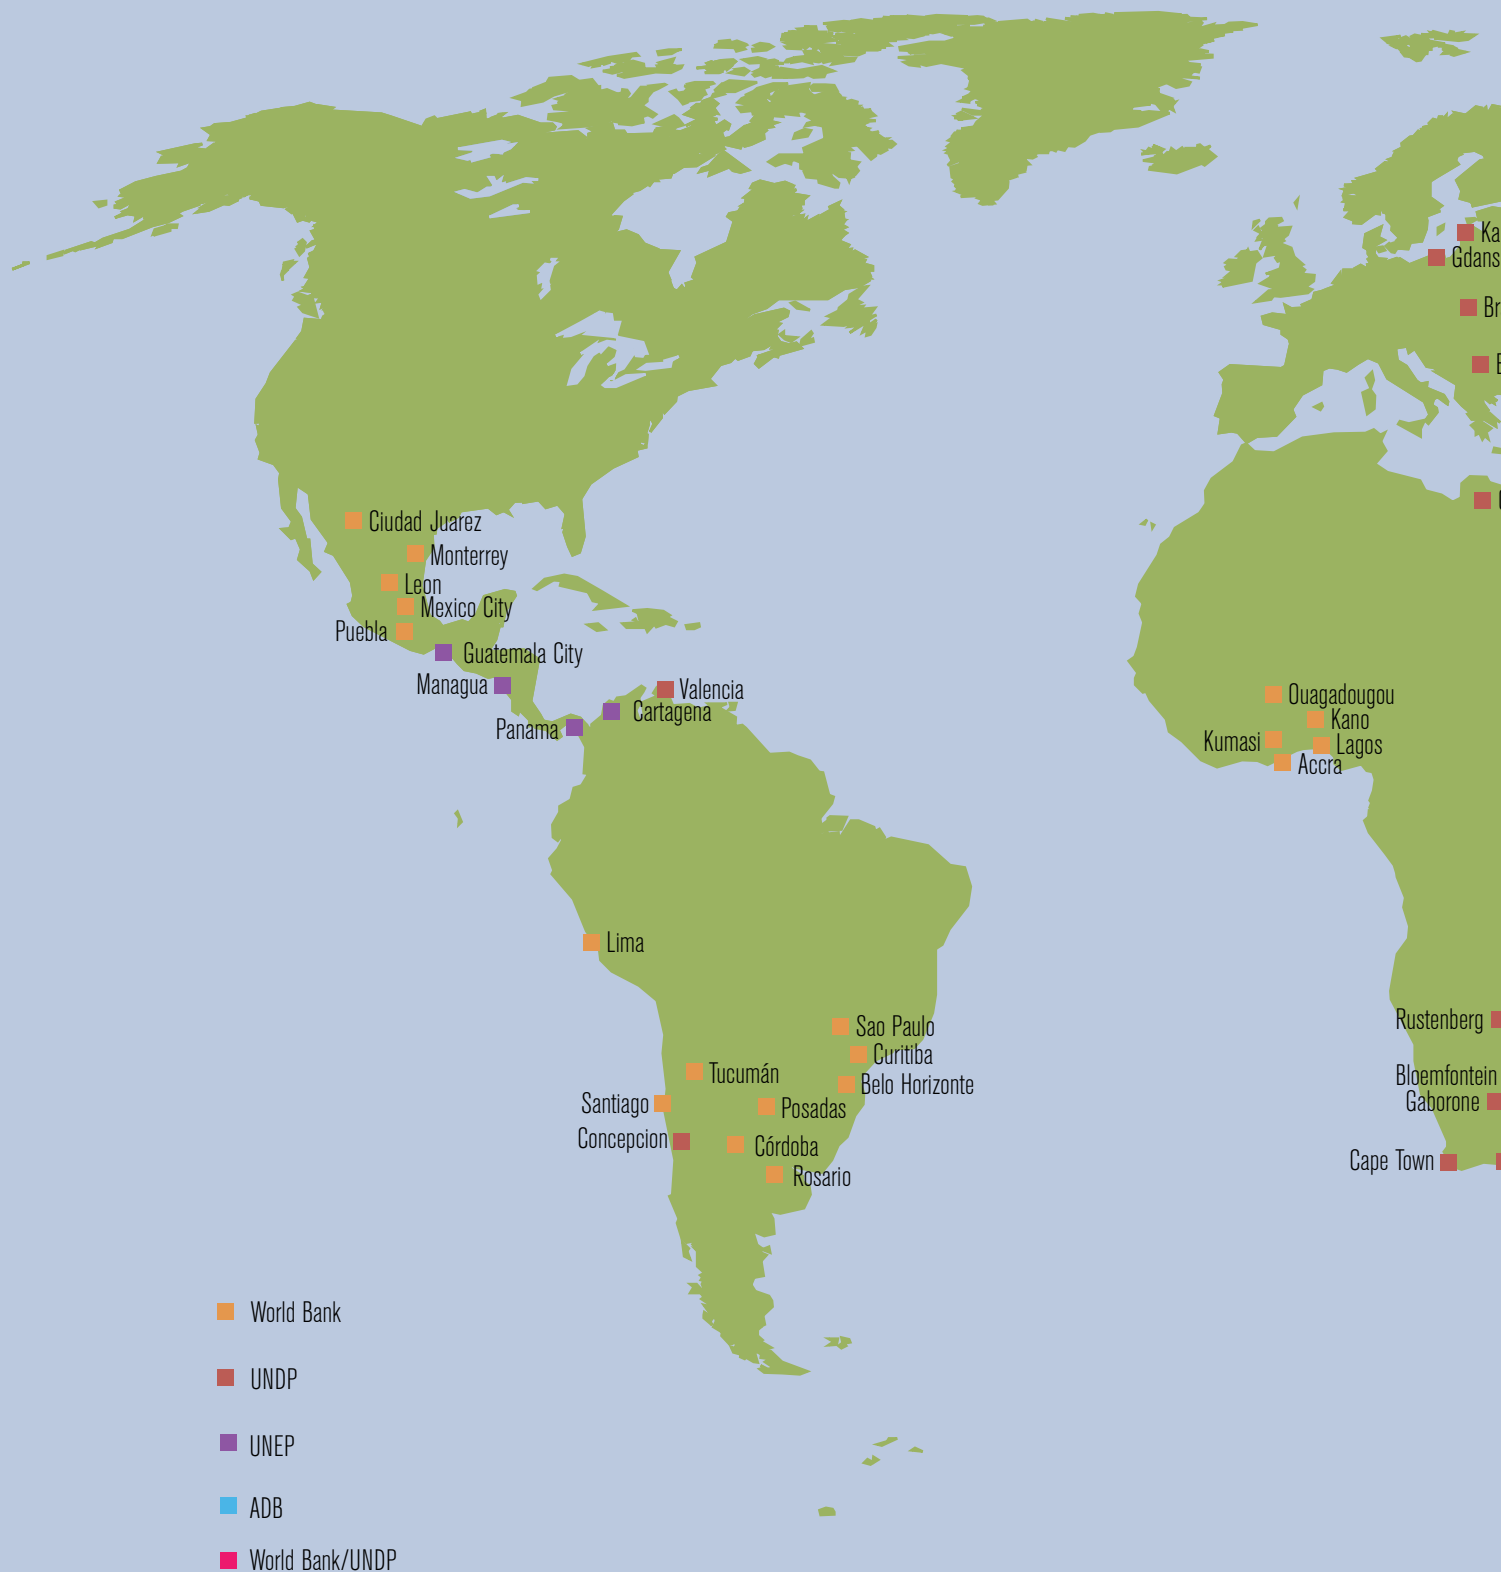 Gdans
Ciudad Juarez
Monterrey
Leon
Mexico City
Puebla
Guatemala City
Managua
Valencia
Cartagena
Panama
Ouagadougou
Kano
Kumasi
Lagos
Accra
Lima
Rustenberg
Sao Paulo
Curitiba
Tucumán
Belo Horizonte
Bloemfontein
Santiago
Posadas
Gaborone
Concepcion
Córdoba
Cape Town
Rosario
World Bank
UNDP
UNEP
ADB
World Bank/UNDP